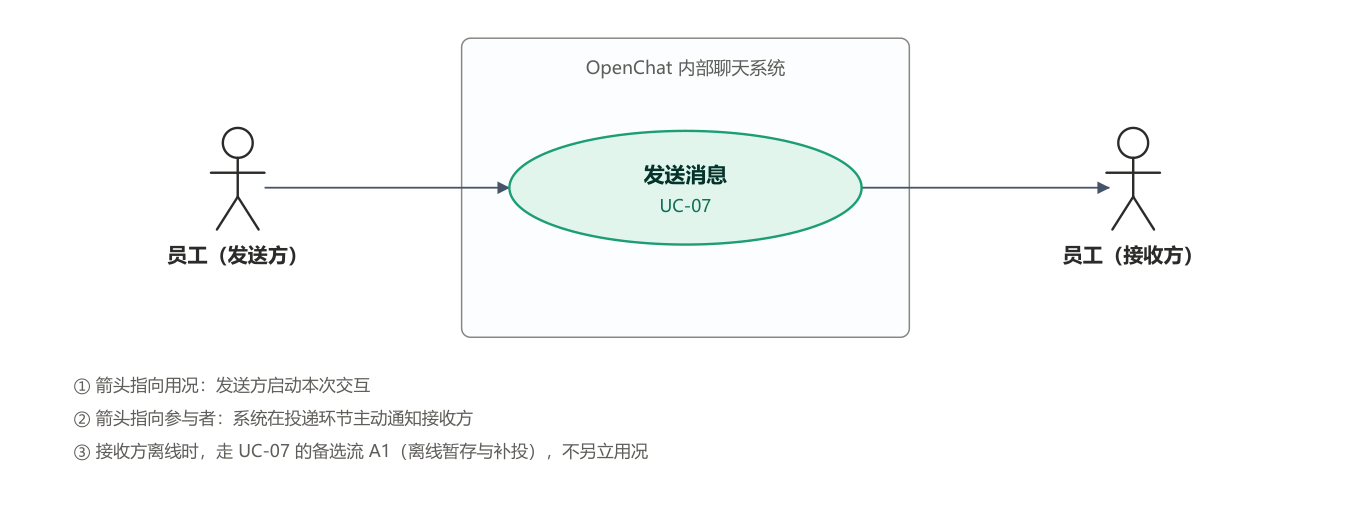 OpenChat 内部聊天系统
发送消息
UC-07
员工（发送方）
员工（接收方）
① 箭头指向用况：发送方启动本次交互
② 箭头指向参与者：系统在投递环节主动通知接收方
③ 接收方离线时，走 UC-07 的备选流 A1（离线暂存与补投），不另立用况